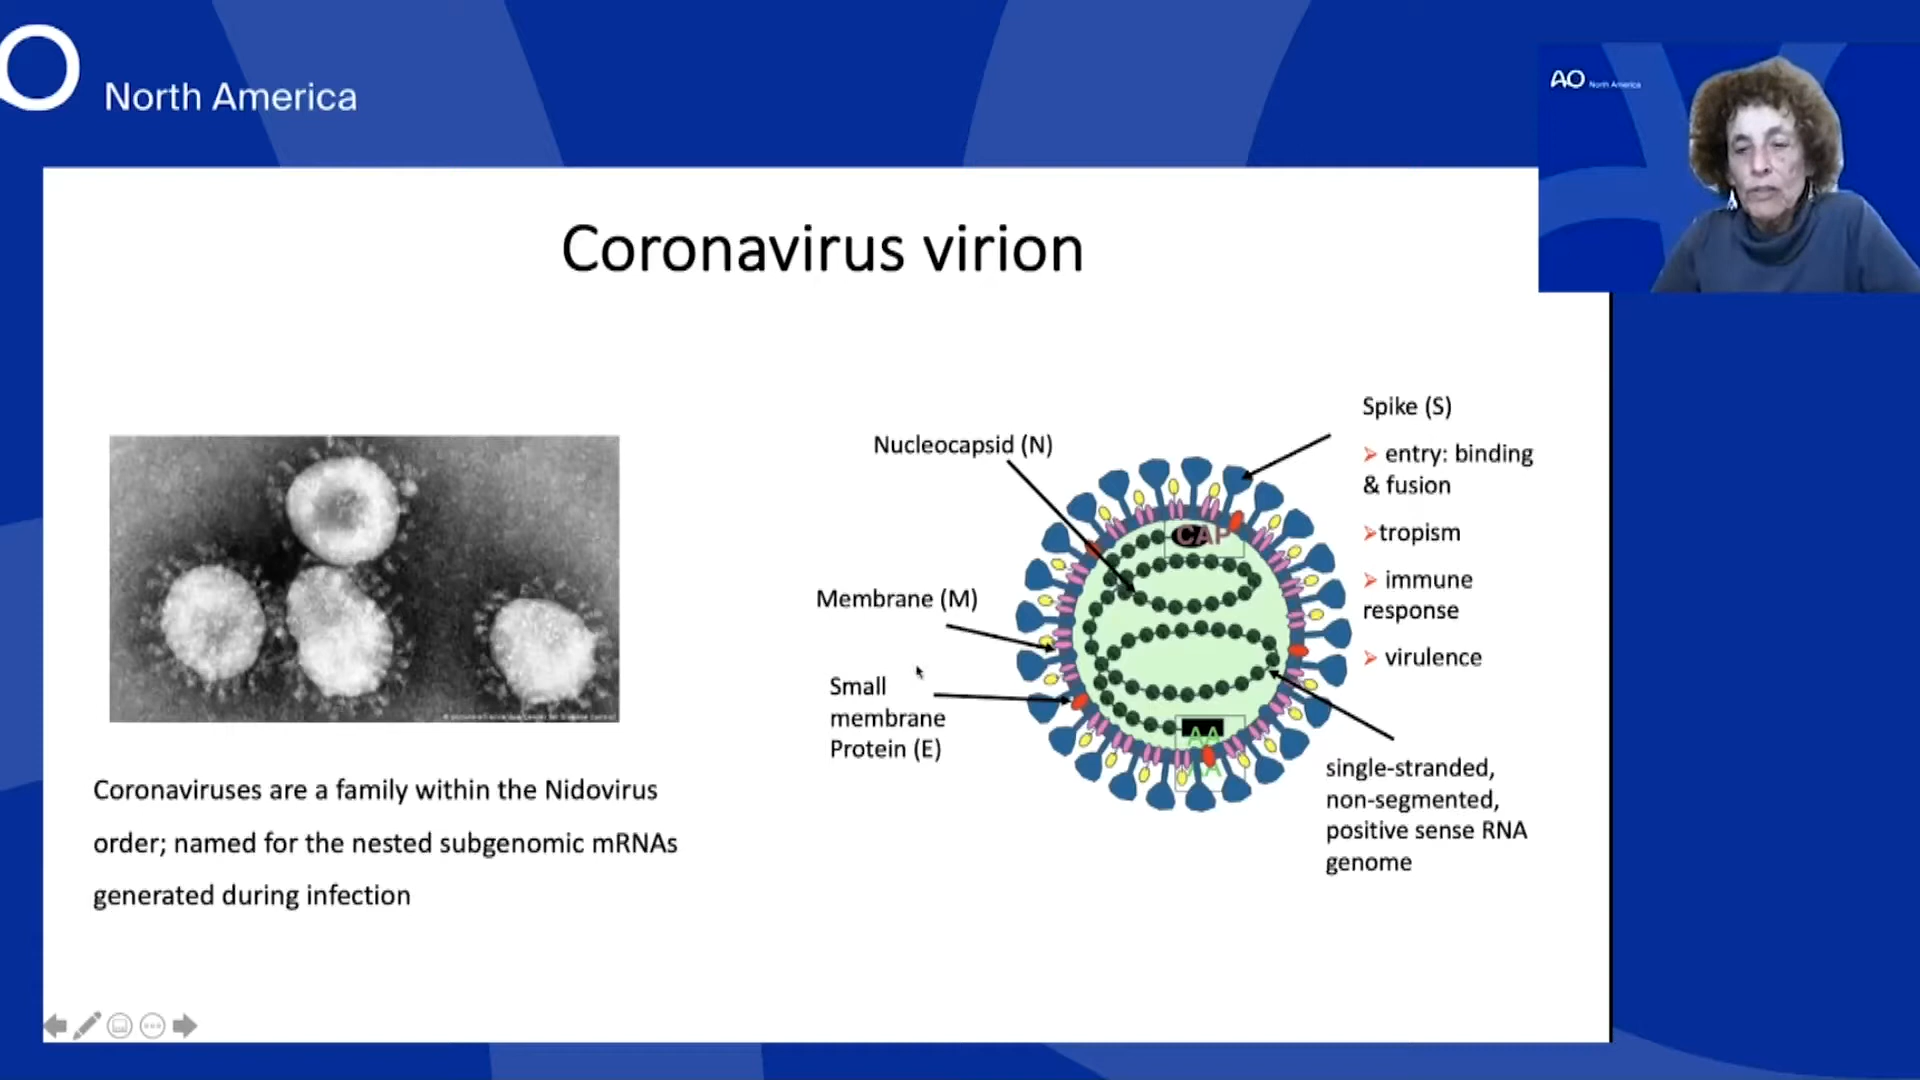 North America
AO North America
Coronavirus virion
Nucleocapsid (N)
Membrane (M)
Small
membrane
Protein (E)
CAP
AA
Spike (S)
➢ entry: binding
& fusion
➢tropism
➢ immune
response
➢ virulence
single-stranded,
non-segmented,
positive sense RNA
genome
Coronaviruses are a family within the Nidovirus
order; named for the nested subgenomic mRNAs
generated during infection